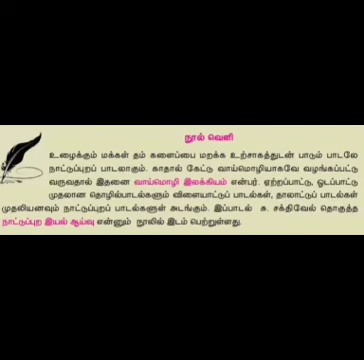 நூல் வெளி
உழைக்கும் மக்கள் தம் களைப்பை மறக்க உற்சாகத்துடன் பாடும் பாடலே
நாட்டுப்புறப் பாடலாகும். காதால் கேட்டு வாய்மொழியாகவே வழங்கப்பட்டு
வருவதால் இதனை வாய்மொழி இலக்கியம் என்பர். ஏற்றப்பாட்டு, ஓடப்பாட்டு
முதலான தொழில்பாடல்களும் விளையாட்டுப் பாடல்கள், தாலாட்டுப் பாடல்கள்
முதலியனவும் நாட்டுப்புறப் பாடல்களுள் அடங்கும். இப்பாடல் சு. சக்திவேல் தொகுத்த
நாட்டுப்புற இயல் ஆய்வு என்னும் நூலில் இடம் பெற்றுள்ளது.